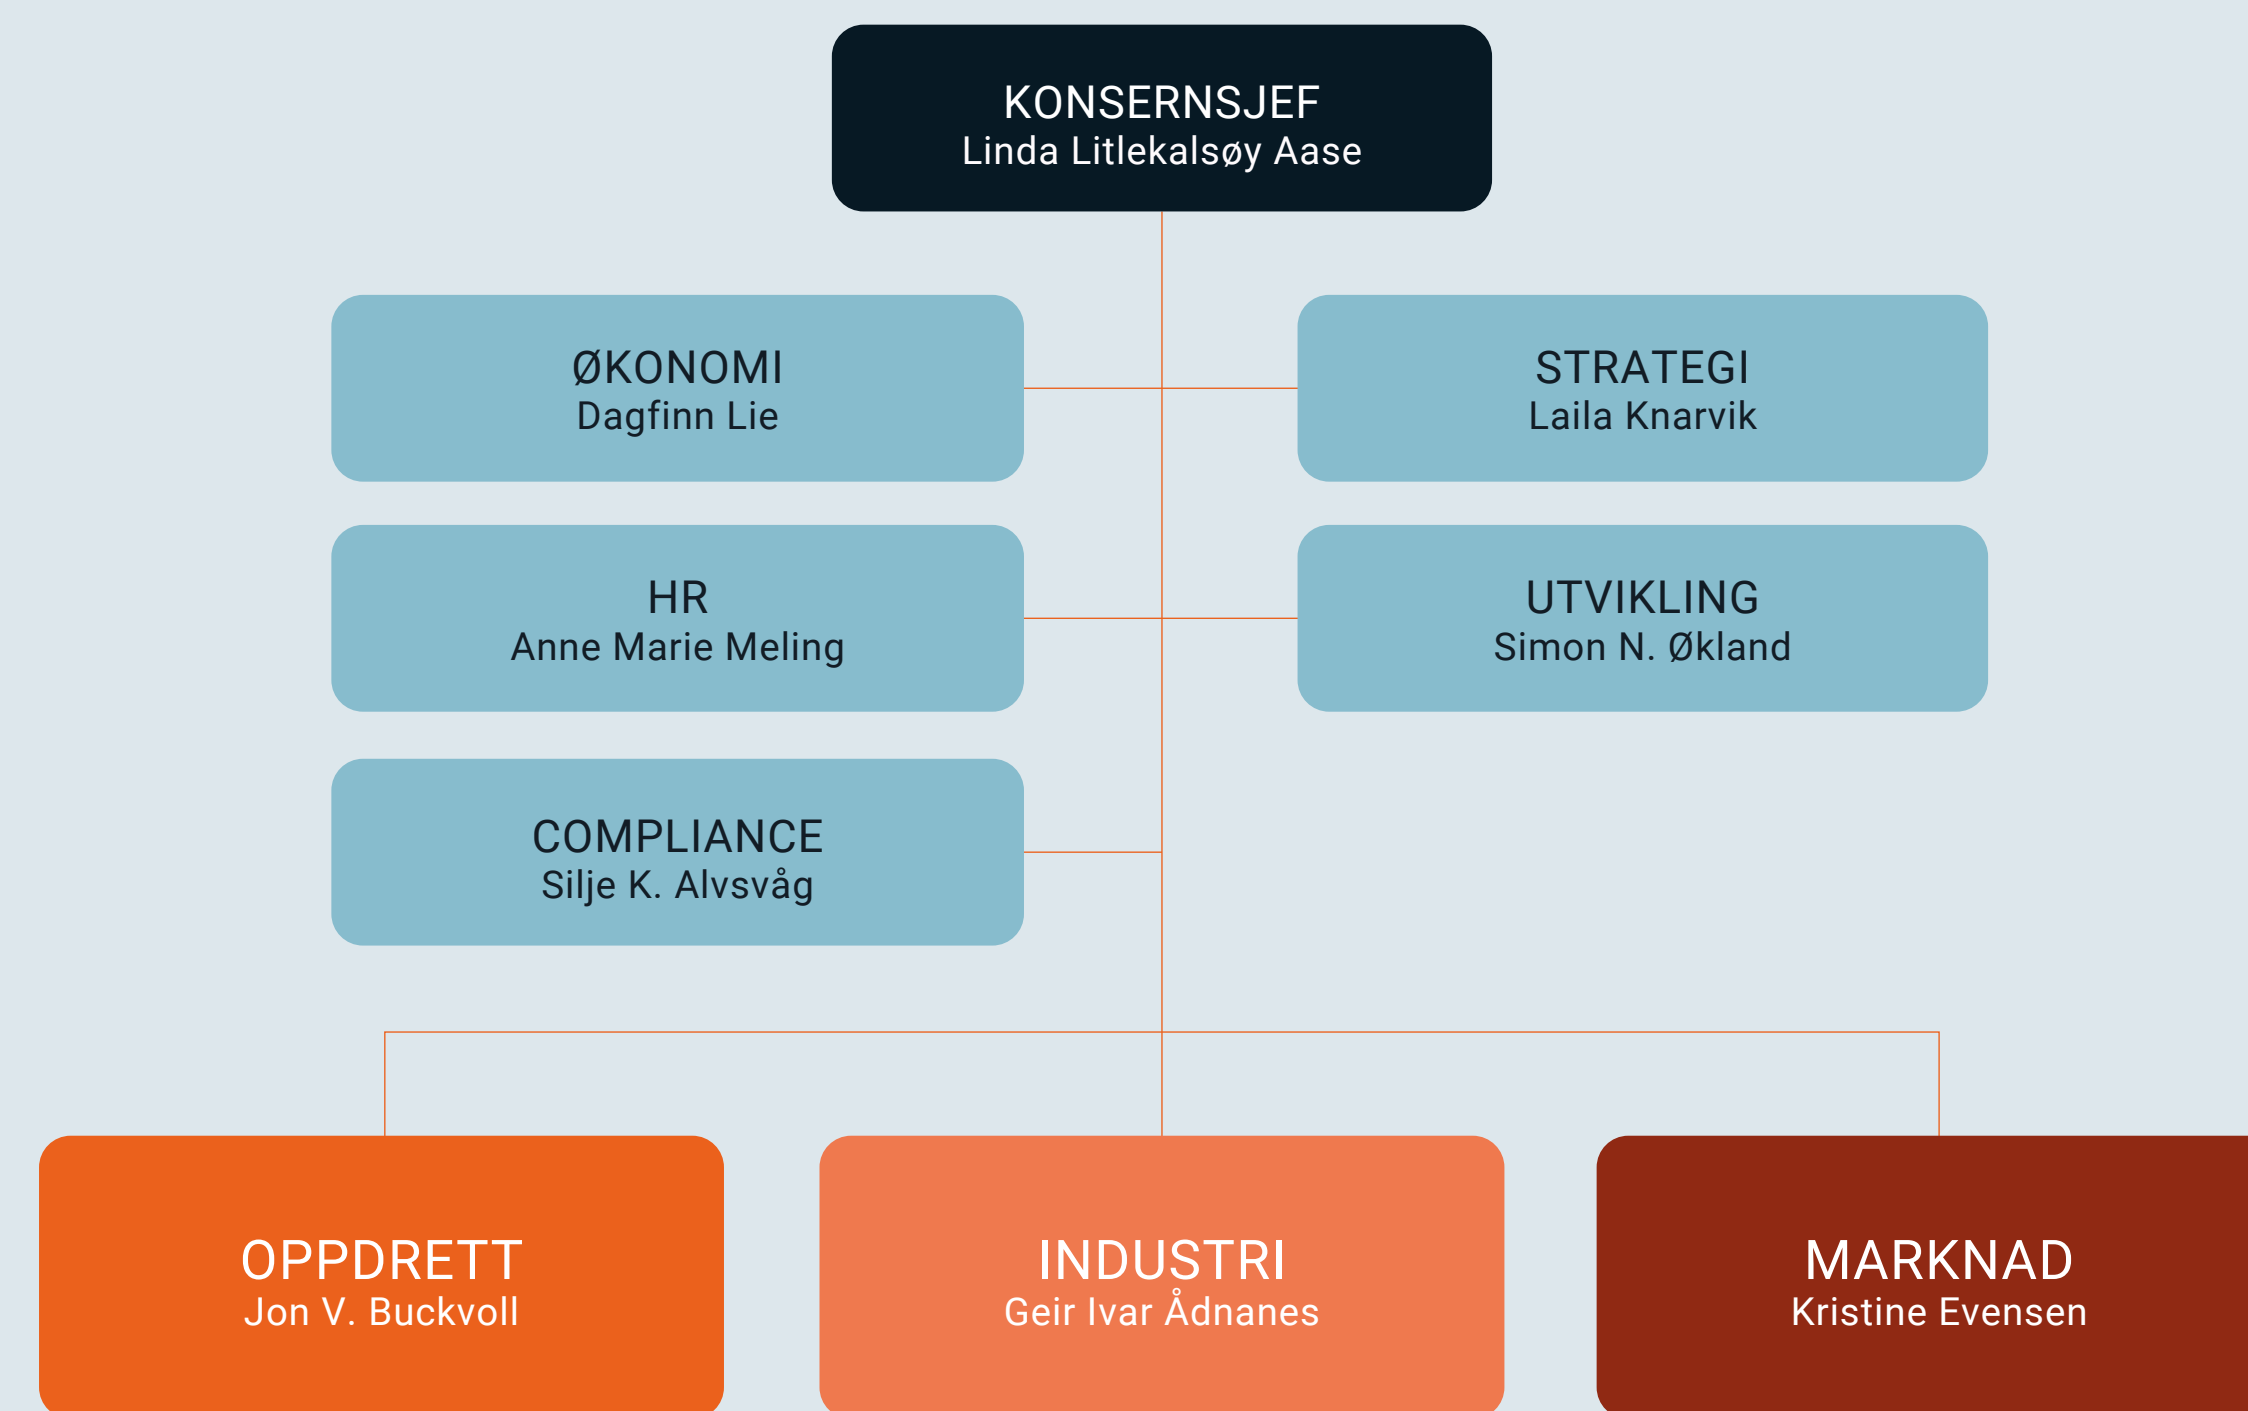 KONSERNSJEF
Linda Litlekalsøy Aase
ØKONOMI
Dagfinn Lie
STRATEGI
Laila Knarvik
HR
Anne Marie Meling
UTVIKLING
Simon N. Økland
COMPLIANCE
Silje K. Alvsvåg
OPPDRETT
Jon V. Buckvoll
INDUSTRI
Geir Ivar Ådnanes
MARKNAD
Kristine Evensen